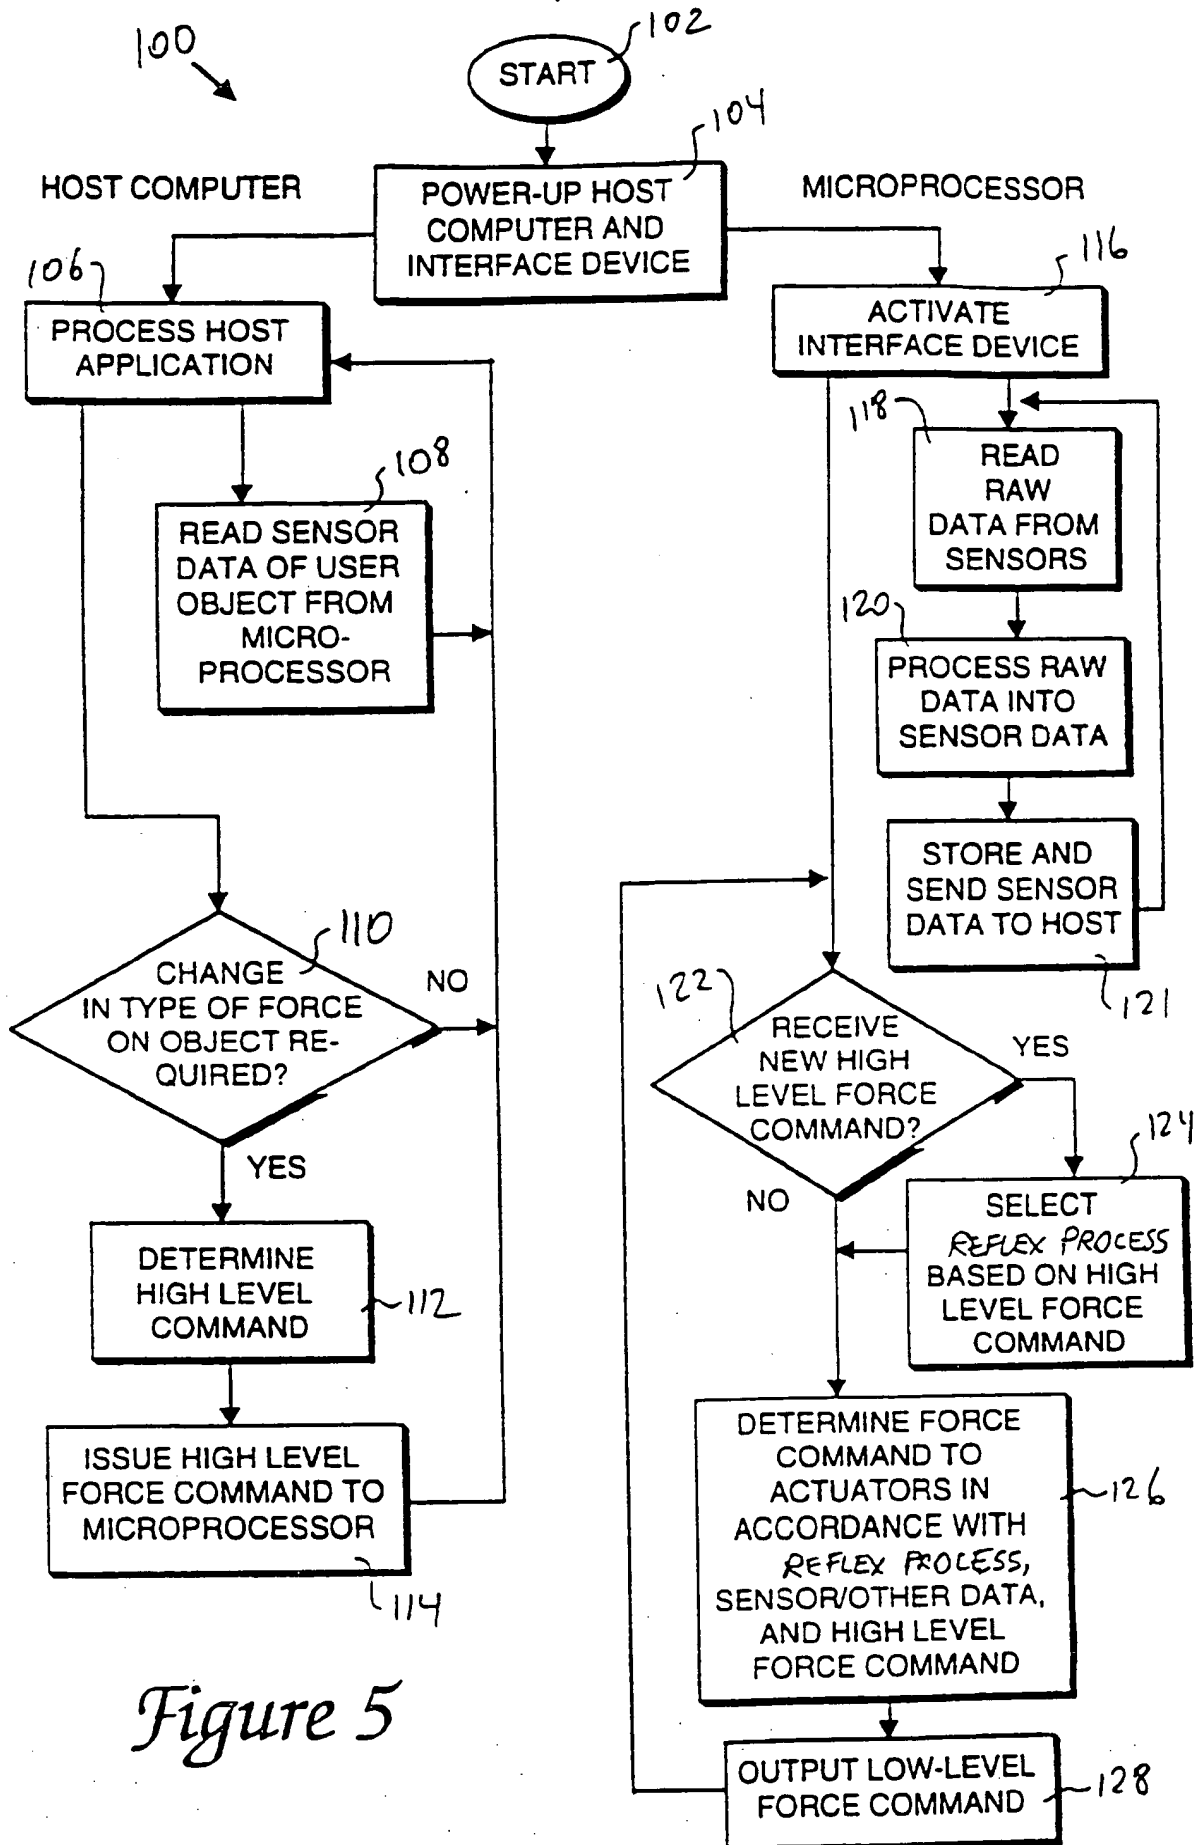 100
102
START
104
HOST COMPUTER
POWER-UP HOST
COMPUTER AND
INTERFACE DEVICE
MICROPROCESSOR
106
PROCESS HOST
APPLICATION
108
READ SENSOR
DATA OF USER
OBJECT FROM
MICRO-
PROCESSOR
110
CHANGE
IN TYPE OF FORCE
ON OBJECT RE-
QUIRED?
NO
YES
DETERMINE
HIGH LEVEL
COMMAND
112
ISSUE HIGH LEVEL
FORCE COMMAND TO
MICROPROCESSOR
114
116
ACTIVATE
INTERFACE DEVICE
118
READ
RAW
DATA FROM
SENSORS
120
PROCESS RAW
DATA INTO
SENSOR DATA
STORE AND
SEND SENSOR
DATA TO HOST
121
122
RECEIVE
NEW HIGH
LEVEL FORCE
COMMAND?
YES
NO
124
SELECT
REFLEX PROCESS
BASED ON HIGH
LEVEL FORCE
COMMAND
DETERMINE FORCE
COMMAND TO
ACTUATORS IN
ACCORDANCE WITH
REFLEX PROCESS,
SENSOR/OTHER DATA,
AND HIGH LEVEL
FORCE COMMAND
126
OUTPUT LOW-LEVEL
FORCE COMMAND
128
Figure 5